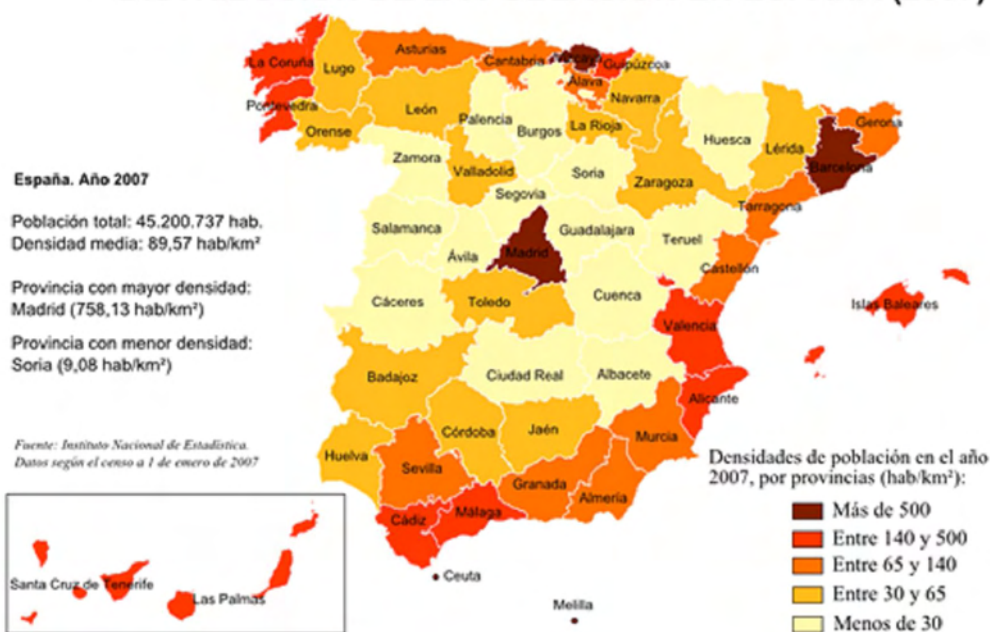 La Coruña
Lugo
Asturias
Cantabria
Vizcaya
Guipúzcoa
Álava
Navarra
Pontevedra
Orense
León
Palencia
Burgos
La Rioja
Huesca
Lérida
Gerona
Barcelona
Zamora
Valladolid
Soria
Zaragoza
Tarragona
Segovia
Salamanca
Ávila
Madrid
Guadalajara
Teruel
Castellón
Cáceres
Toledo
Cuenca
Valencia
Islas Baleares
Badajoz
Ciudad Real
Albacete
Alicante
Huelva
Sevilla
Córdoba
Jaén
Murcia
Granada
Almería
Cádiz
Málaga
Ceuta
Melilla
España. Año 2007
Población total: 45.200.737 hab.
Densidad media: 89,57 hab/km²
Provincia con mayor densidad:
Madrid (758,13 hab/km²)
Provincia con menor densidad:
Soria (9,08 hab/km²)
Fuente: Instituto Nacional de Estadística.
Datos según el censo a 1 de enero de 2007
Santa Cruz de Tenerife
Las Palmas
Densidades de población en el año
2007, por provincias (hab/km²):
Más de 500
Entre 140 y 500
Entre 65 y 140
Entre 30 y 65
Menos de 30